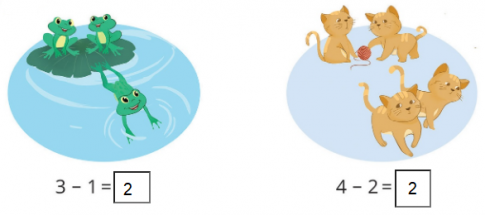 3 – 1 = 2
4 – 2 = 2